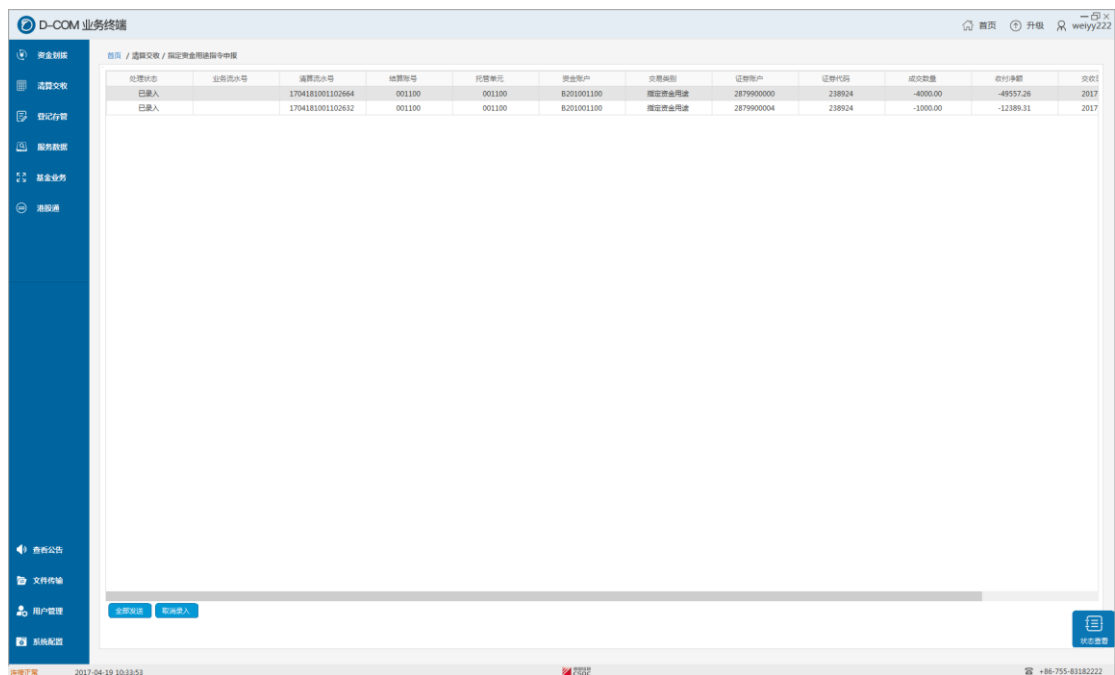 D-COM 业务终端
首页 升级 weiyy222
资金划拨
首页 / 清算交收 / 指定资金用途指令申报
处理状态 业务流水号 清算流水号 结算账号 托管单元 资金账户 交易类别 证券账户 证券代码 成交数量 收付净额 交收
已录入 1704181001102664 001100 001100 B201001100 指定资金用途 2879900000 238924 -4000.00 -49557.26 2017
已录入 1704181001102632 001100 001100 B201001100 指定资金用途 2879900004 238924 -1000.00 -12389.31 2017
清算交收
登记存管
服务数据
基金业务
港股通
查看公告
文件传输
用户管理
系统配置
全部发送 取消录入
状态查看
连接正常 2017-04-19 10:33:53 CSDC +86-755-83182222